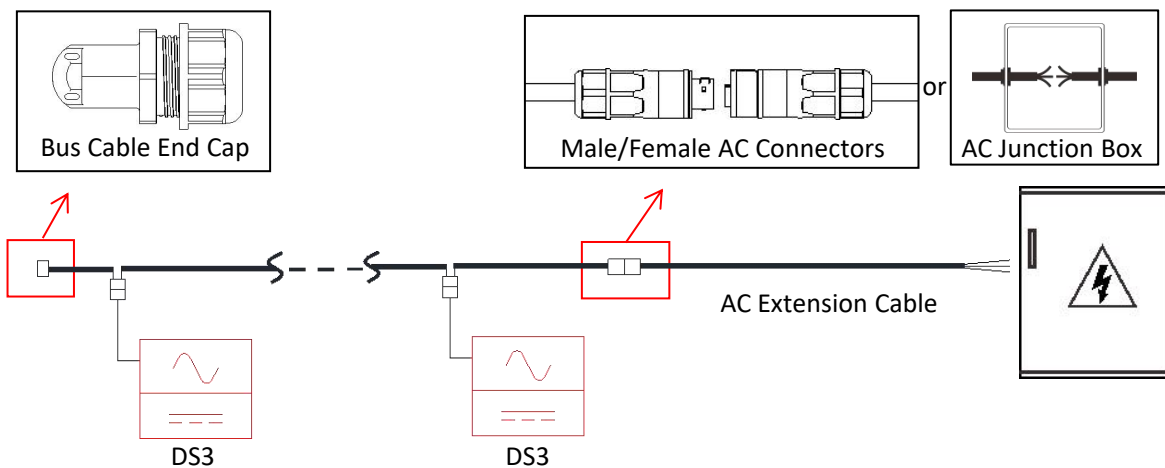 Bus Cable End Cap
Male/Female AC Connectors
or
AC Junction Box
AC Extension Cable
DS3
DS3